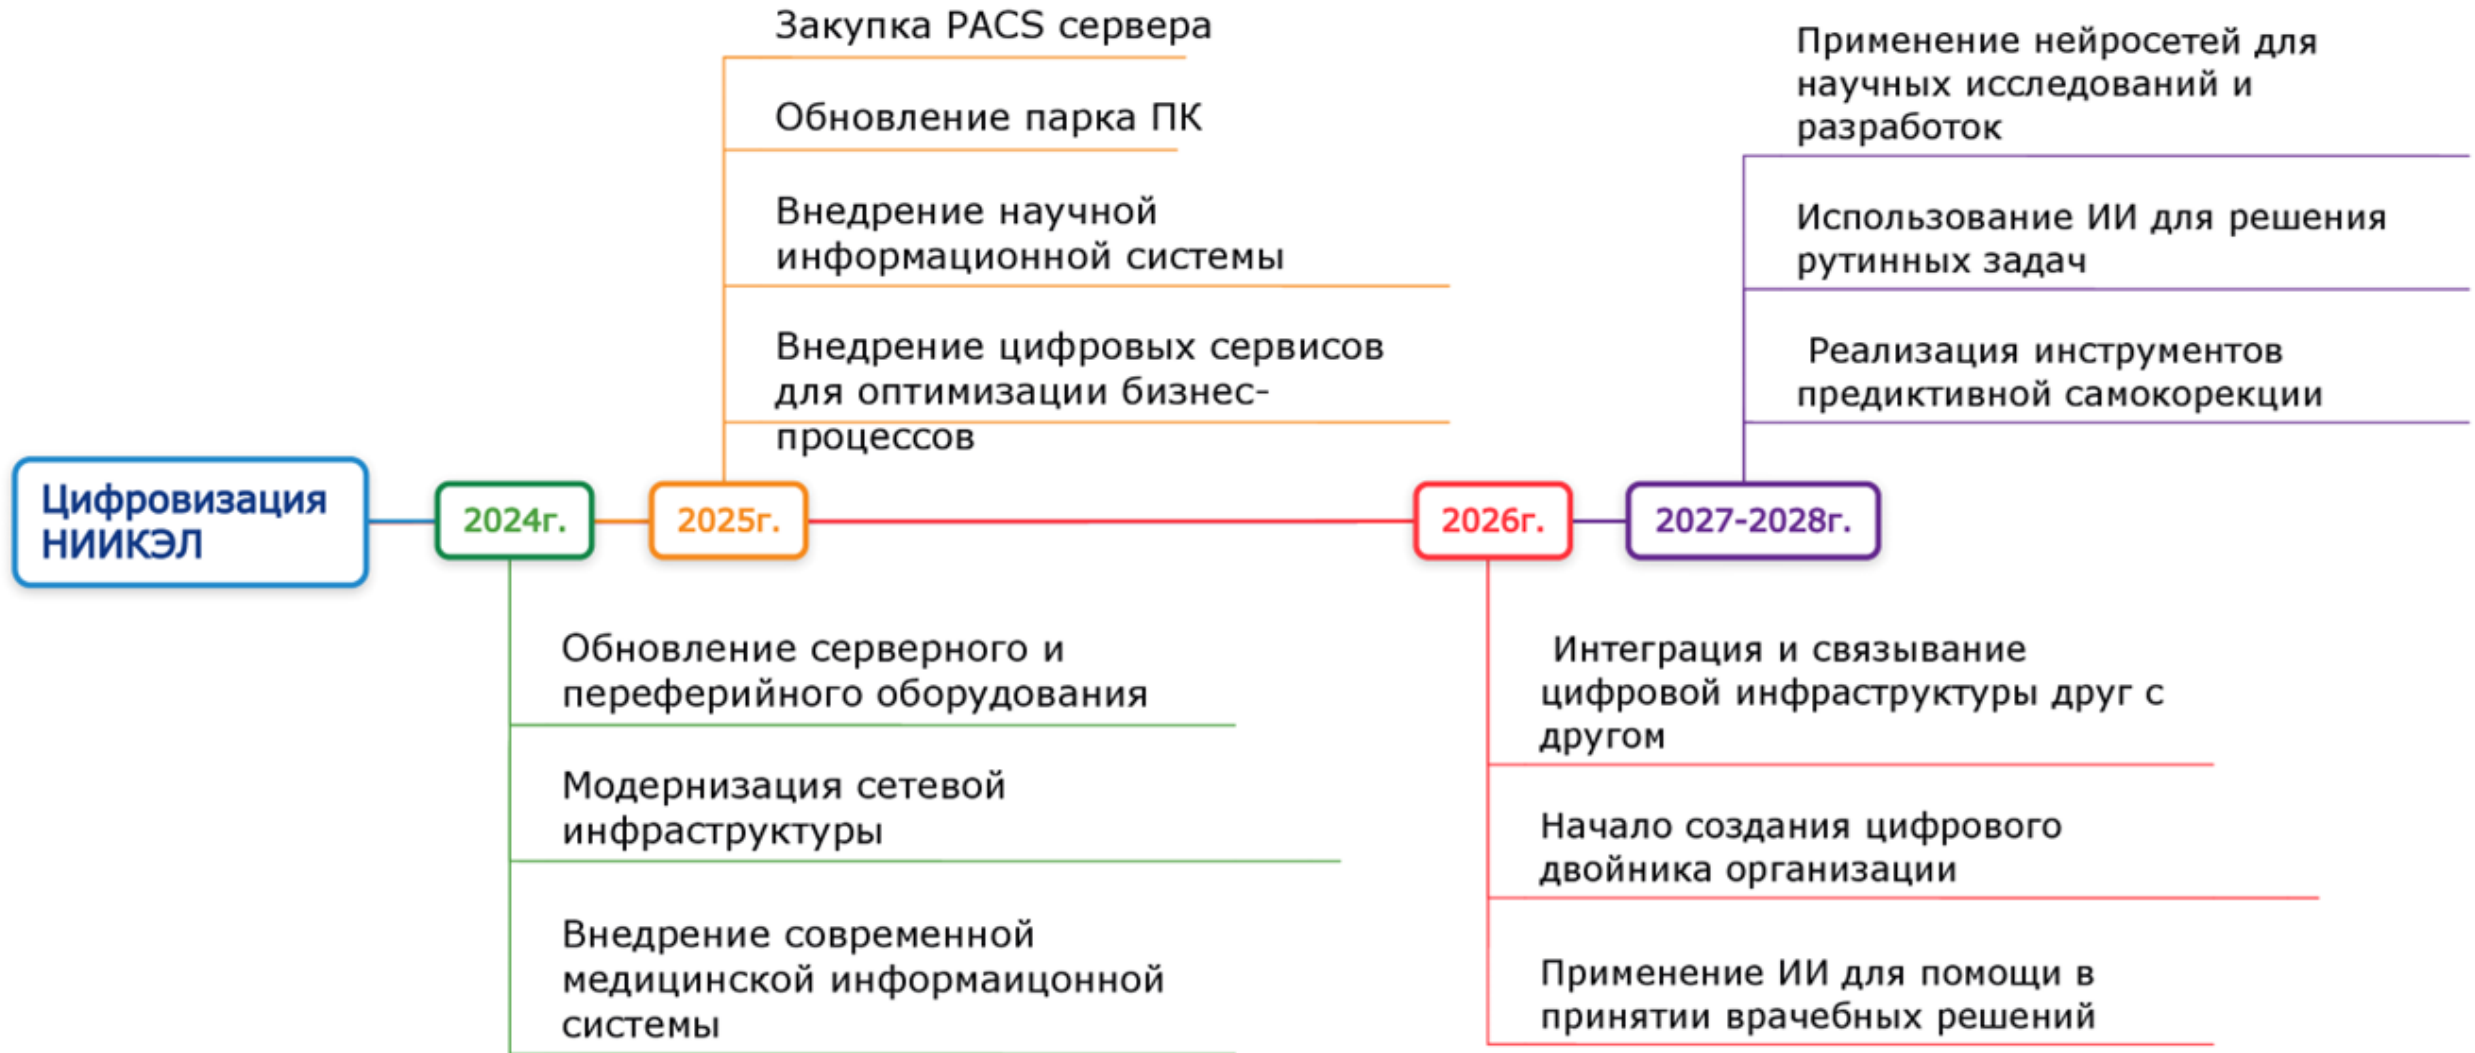 Цифровизация
НИИКЭЛ
2024г.
Обновление серверного и
переферийного оборудования
Модернизация сетевой
инфраструктуры
Внедрение современной
медицинской информаицонной
системы
2025г.
Закупка PACS сервера
Обновление парка ПК
Внедрение научной
информационной системы
Внедрение цифровых сервисов
для оптимизации бизнес-
процессов
2026г.
Интеграция и связывание
цифровой инфраструктуры друг с
другом
Начало создания цифрового
двойника организации
Применение ИИ для помощи в
принятии врачебных решений
2027-2028г.
Применение нейросетей для
научных исследований и
разработок
Использование ИИ для решения
рутинных задач
Реализация инструментов
предиктивной самокорекции